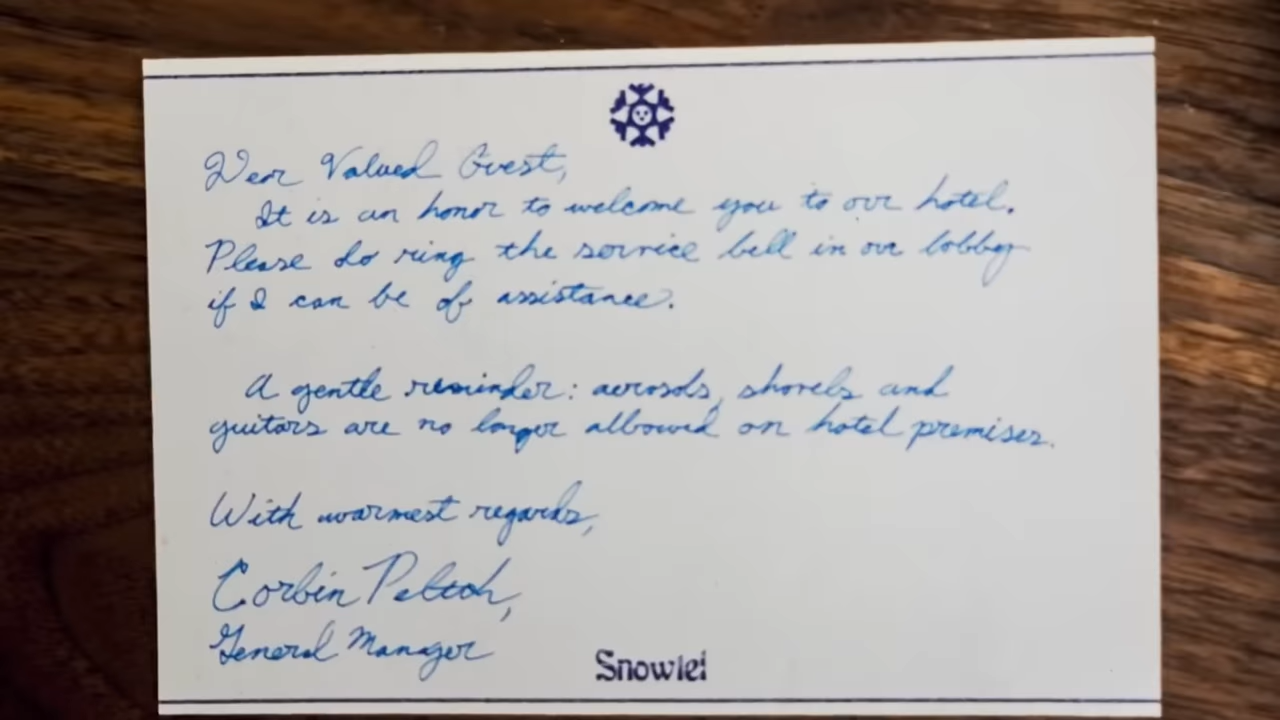 Dear Valued Guest,
It is an honor to welcome you to our hotel.
Please do ring the service bell in our lobby
if I can be of assistance.
A gentle reminder: aerosols, shovels and
guitars are no longer allowed on hotel premises.
With warmest regards,
Corbin
General Manager
Snowlei